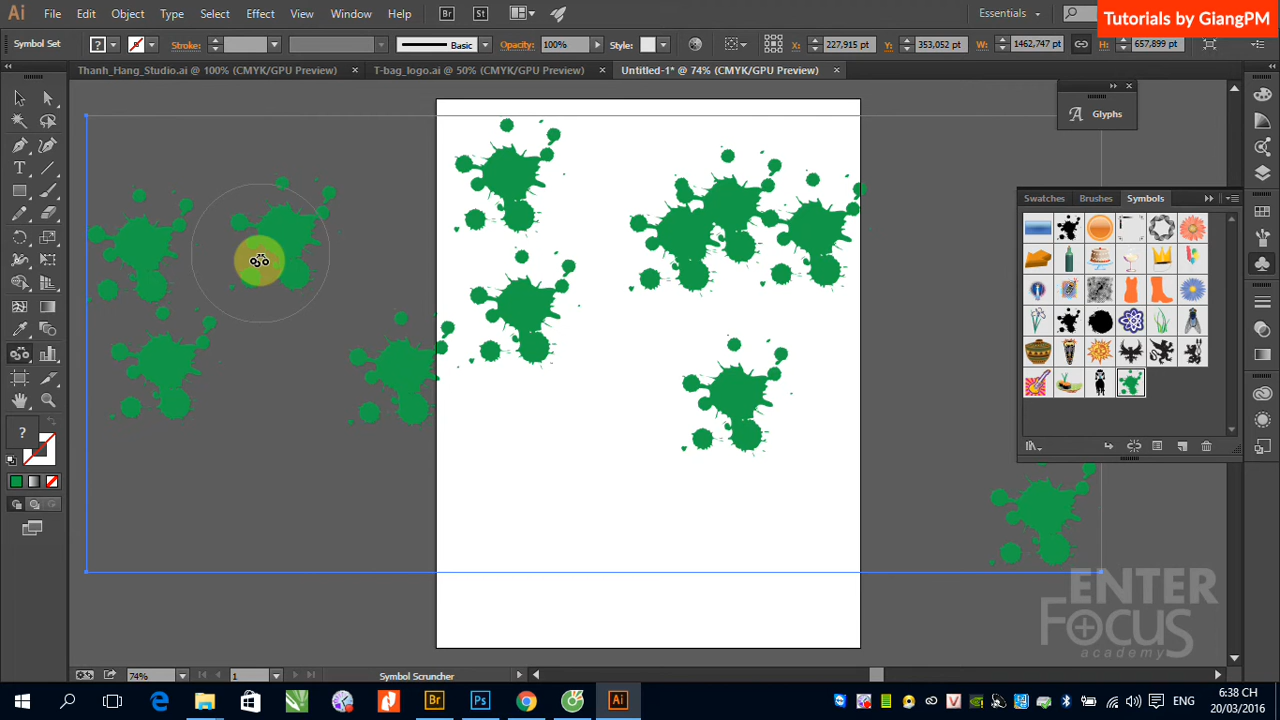 Ai File Edit Object Type Select Effect View Window Help Br St Essentials Tutorials by GiangPM
Symbol Set ? Stroke: Basic Opacity: 100% Style: X: 227,915 pt Y: 353,052 pt W: 1462,747 pt H: 657,899 pt
Thanh_Hang_Studio.ai @ 100% (CMYK/GPU Preview) × T-bag_logo.ai @ 50% (CMYK/GPU Preview) × Untitled-1* @ 74% (CMYK/GPU Preview) ×
A Glyphs
Swatches Brushes Symbols
T
?
ENTER
FOCUS
academy
74% 1 Symbol Scruncher
Br Ps Ai V ENG 6:38 CH
20/03/2016